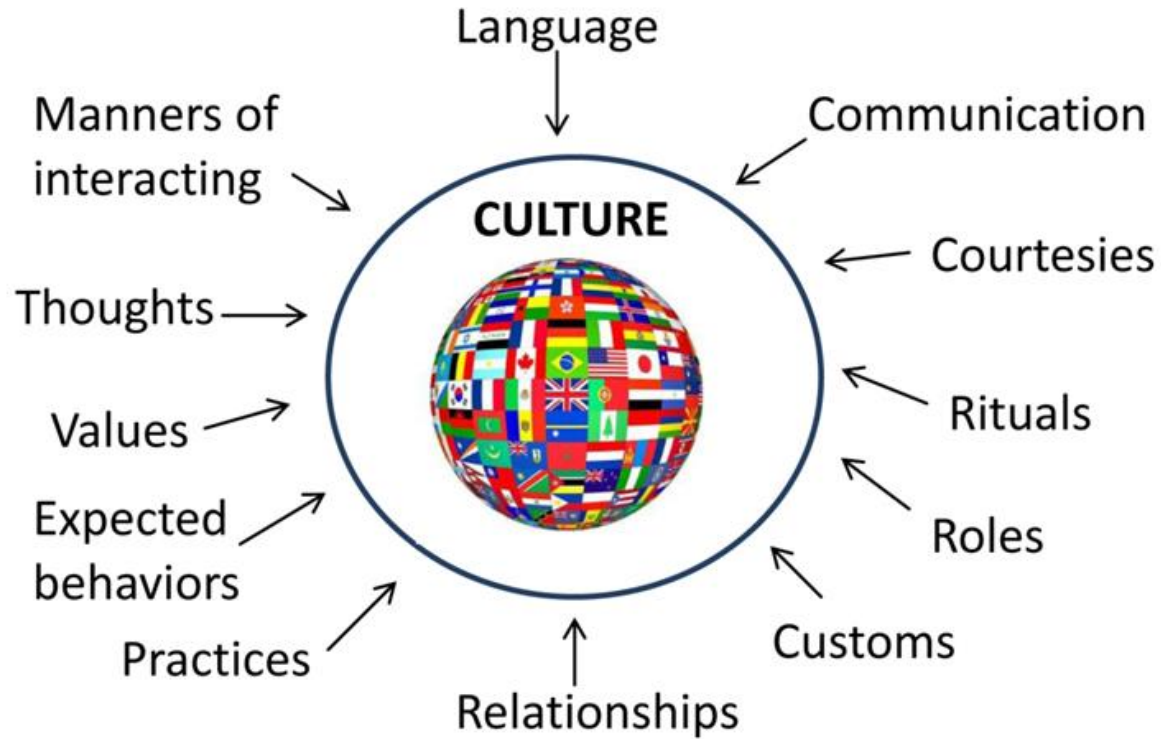 Language
Manners of
interacting
Communication
CULTURE
Courtesies
Thoughts
Values
Rituals
Expected
behaviors
Roles
Practices
Customs
Relationships